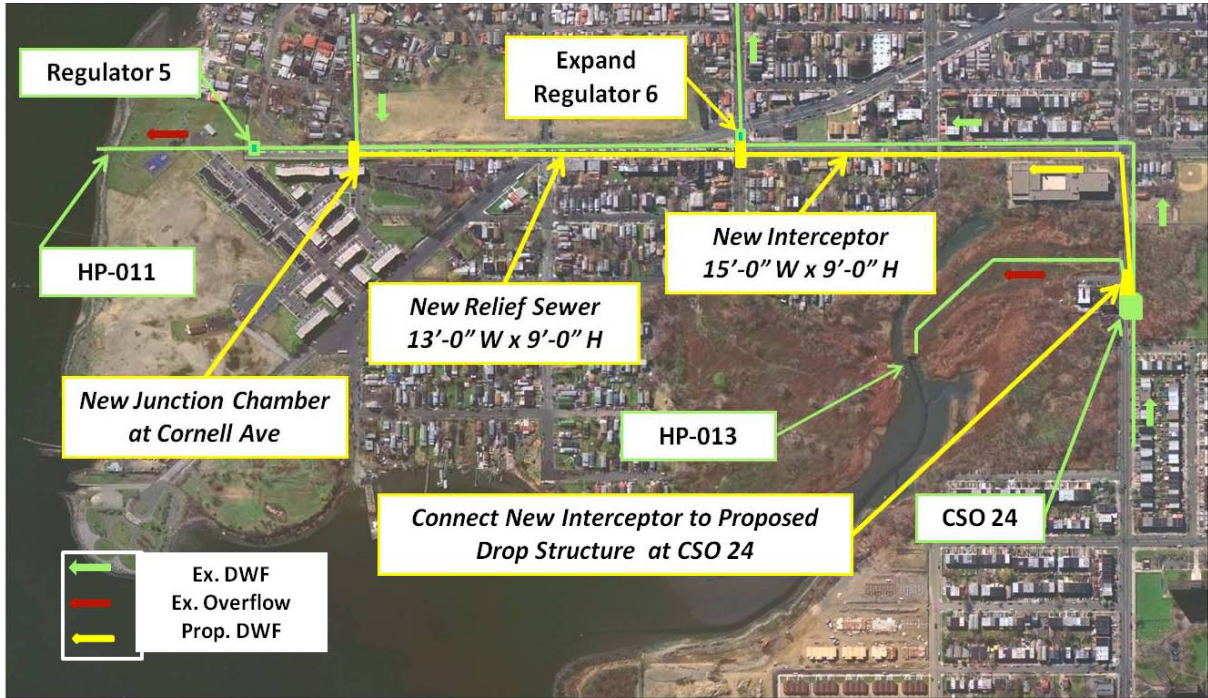 Regulator 5
Expand
Regulator 6
HP-011
New Interceptor
15’-0” W x 9’-0” H
New Relief Sewer
13’-0” W x 9’-0” H
New Junction Chamber
at Cornell Ave
HP-013
Connect New Interceptor to Proposed
Drop Structure at CSO 24
CSO 24
Ex. DWF
Ex. Overflow
Prop. DWF